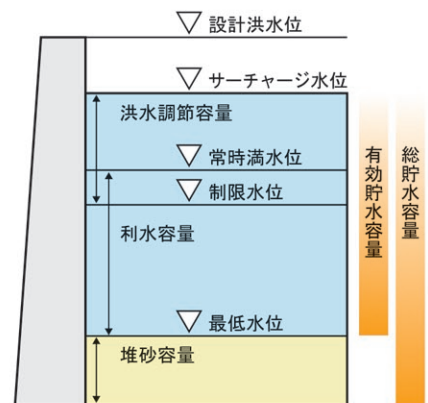 設計洪水位
サーチャージ水位
洪水調節容量
常時満水位
制限水位
利水容量
最低水位
堆砂容量
有効貯水容量
総貯水容量